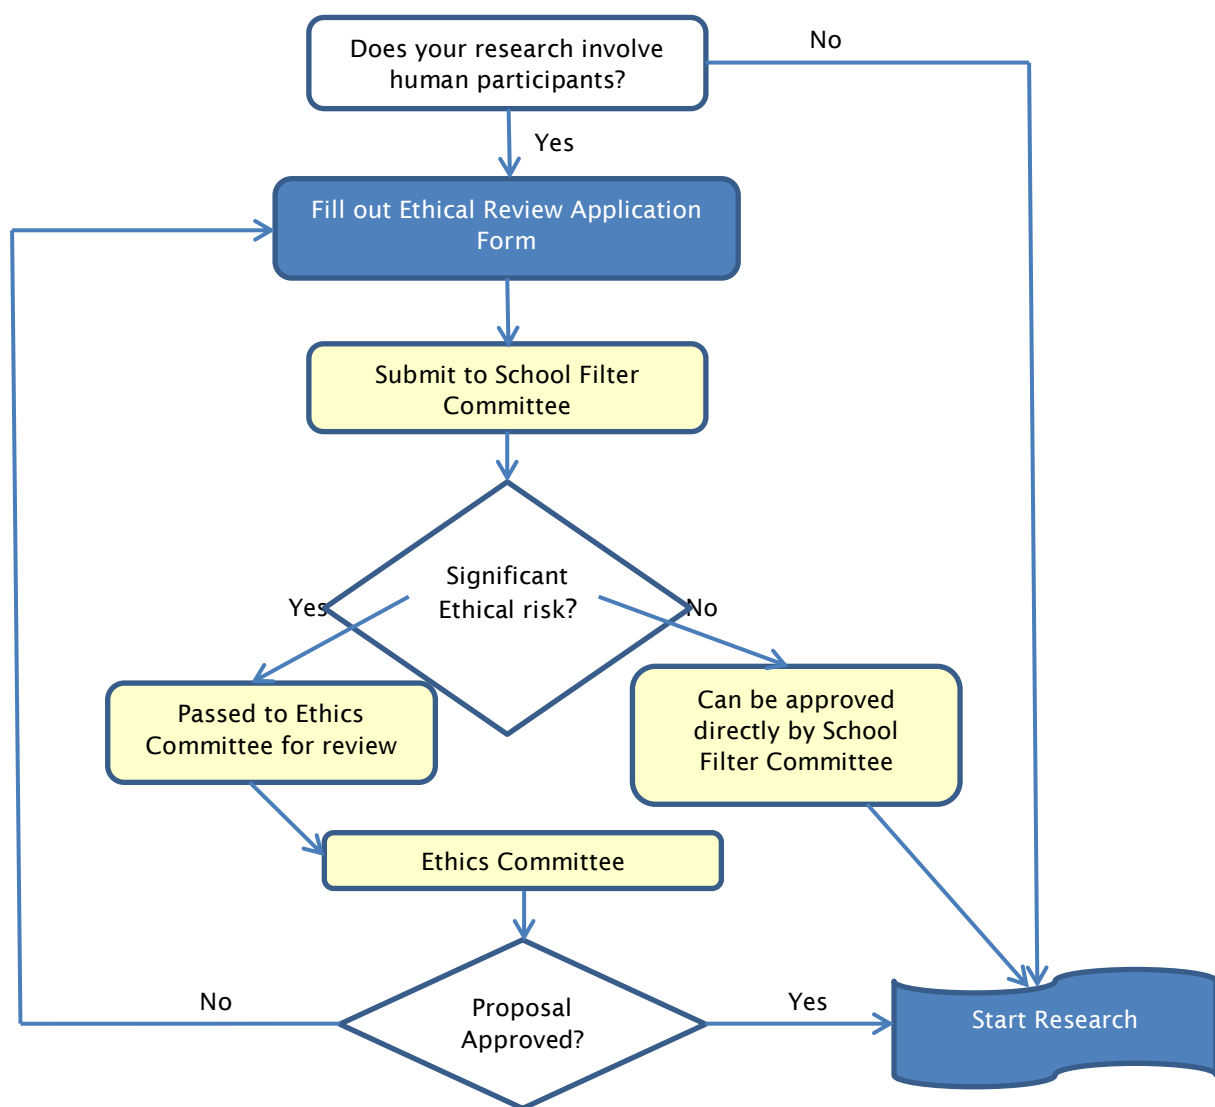 Does your research involve
human participants?
No
Yes
Fill out Ethical Review Application
Form
Submit to School Filter
Committee
Significant
Ethical risk?
Yes
No
Passed to Ethics
Committee for review
Can be approved
directly by School
Filter Committee
Ethics Committee
No
Proposal
Approved?
Yes
Start Research